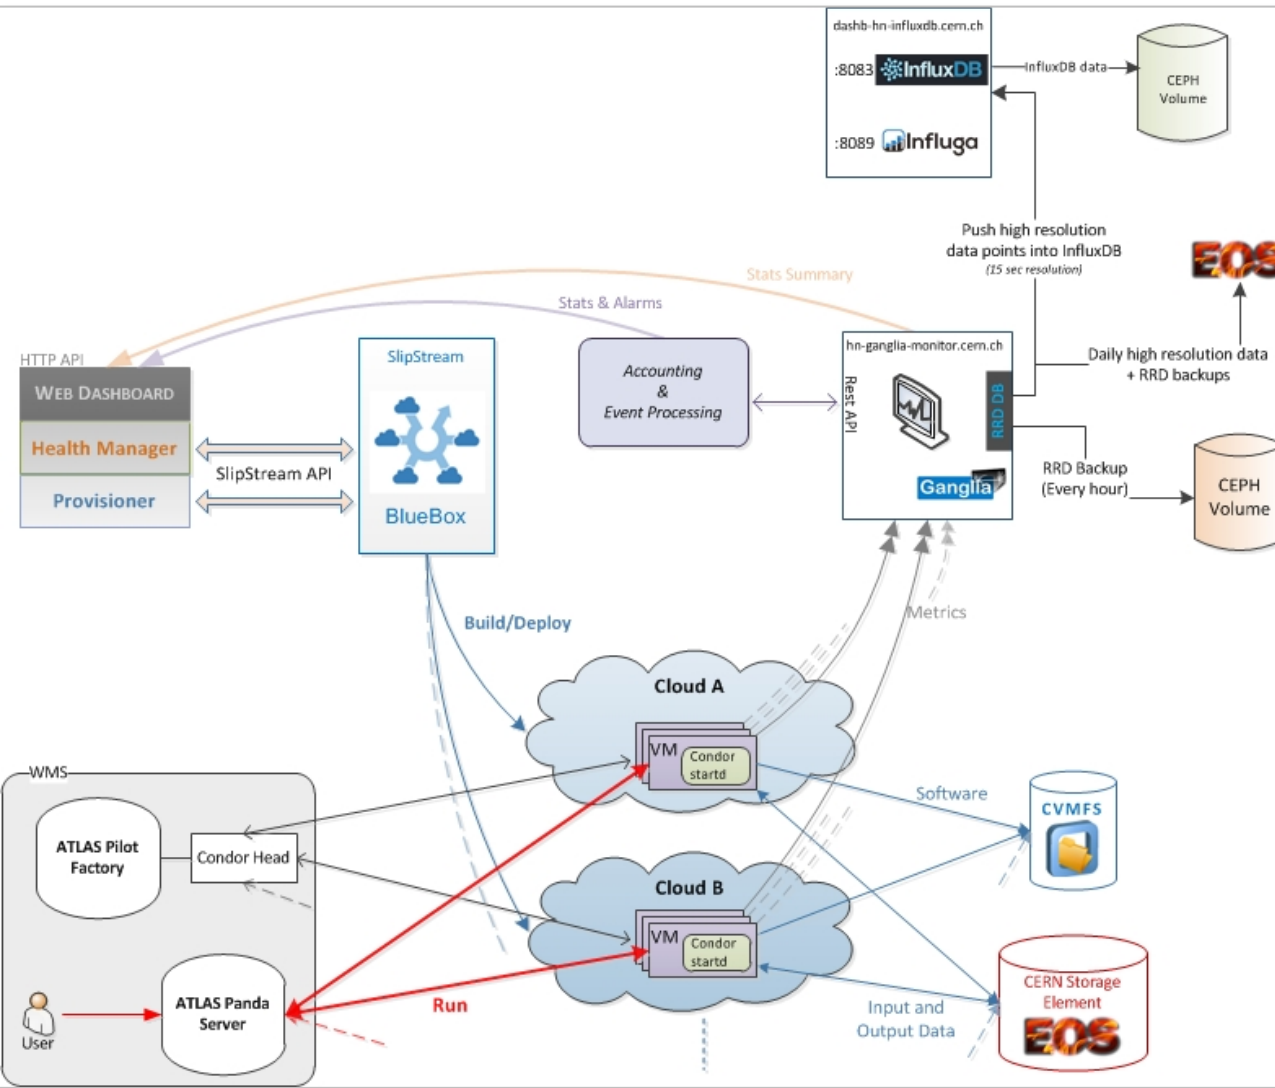 dashb-hn-influxdb.cern.ch
:8083 InfluxDB
InfluxDB data
CEPH
Volume
:8089 Influga
Push high resolution
data points into InfluxDB
(15 sec resolution)
EOS
Stats Summary
Stats & Alarms
HTTP API
WEB DASHBOARD
Health Manager
Provisioner
SlipStream API
SlipStream
BlueBox
Accounting
&
Event Processing
hn-ganglia-monitor.cern.ch
Rest API
RRD DB
Ganglia
Daily high resolution data
+ RRD backups
RRD Backup
(Every hour)
CEPH
Volume
Build/Deploy
Metrics
Cloud A
VM
Condor
startd
WMS
ATLAS Pilot
Factory
Condor Head
Software
CVMFS
Cloud B
VM
Condor
startd
ATLAS Panda
Server
User
Run
Input and
Output Data
CERN Storage
Element
EOS